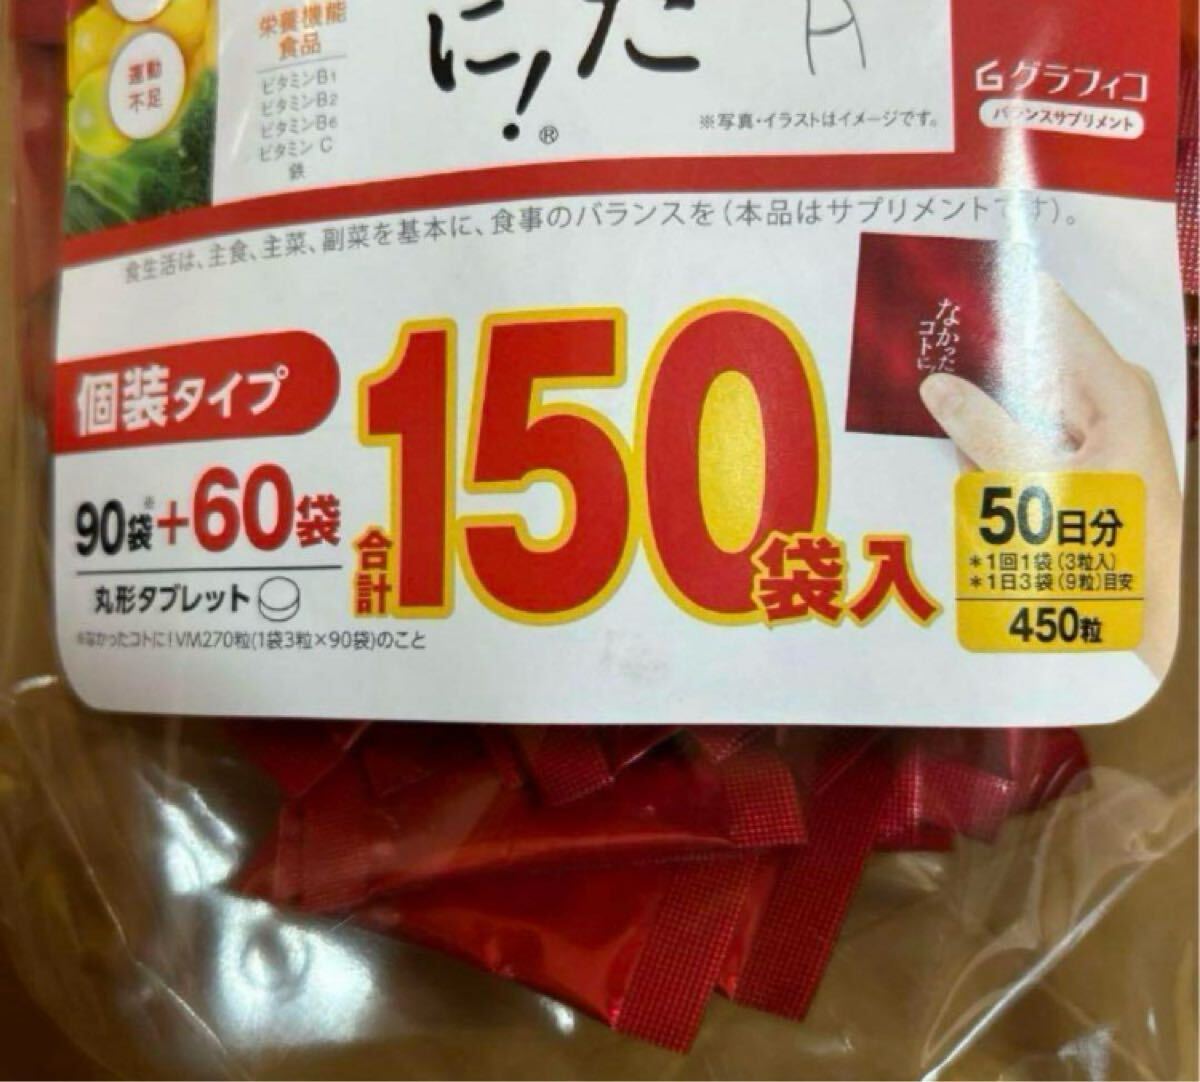 栄養機能
食品
ビタミンB1
ビタミンB2
ビタミンB6
ビタミン C
鉄
運動
不足
た
に!®
A
※写真・イラストはイメージです。
グラフィコ
バランスサプリメント
食生活は、主食、主菜、副菜を基本に、食事のバランスを(本品はサプリメントです)。
個装タイプ
90袋※+60袋
合計150袋入
丸形タブレット
※なかったコトに!VM270粒(1袋3粒×90袋)のこと
なかった
コトに!
50日分
*1回1袋(3粒入)
*1日3袋(9粒)目安
450粒